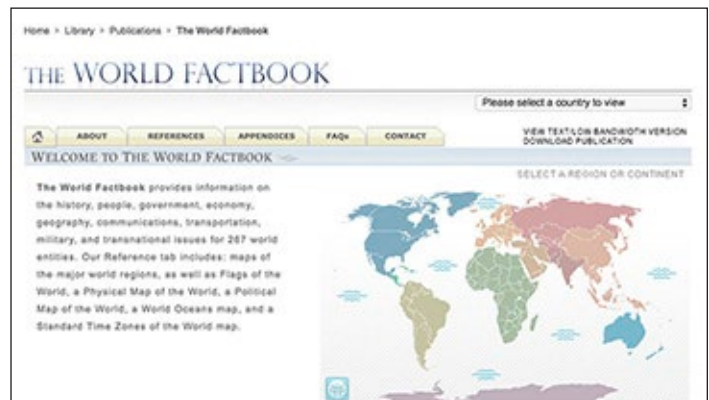 Home > Library > Publications > The World Factbook
THE WORLD FACTBOOK
Please select a country to view
ABOUT REFERENCES APPENDICES FAQs CONTACT
VIEW TEXT/LOW BANDWIDTH VERSION
DOWNLOAD PUBLICATION
WELCOME TO THE WORLD FACTBOOK
SELECT A REGION OR CONTINENT
The World Factbook provides information on
the history, people, government, economy,
geography, communications, transportation,
military, and transnational issues for 267 world
entities. Our Reference tab includes: maps of
the major world regions, as well as Flags of the
World, a Physical Map of the World, a Political
Map of the World, a World Oceans map, and a
Standard Time Zones of the World map.